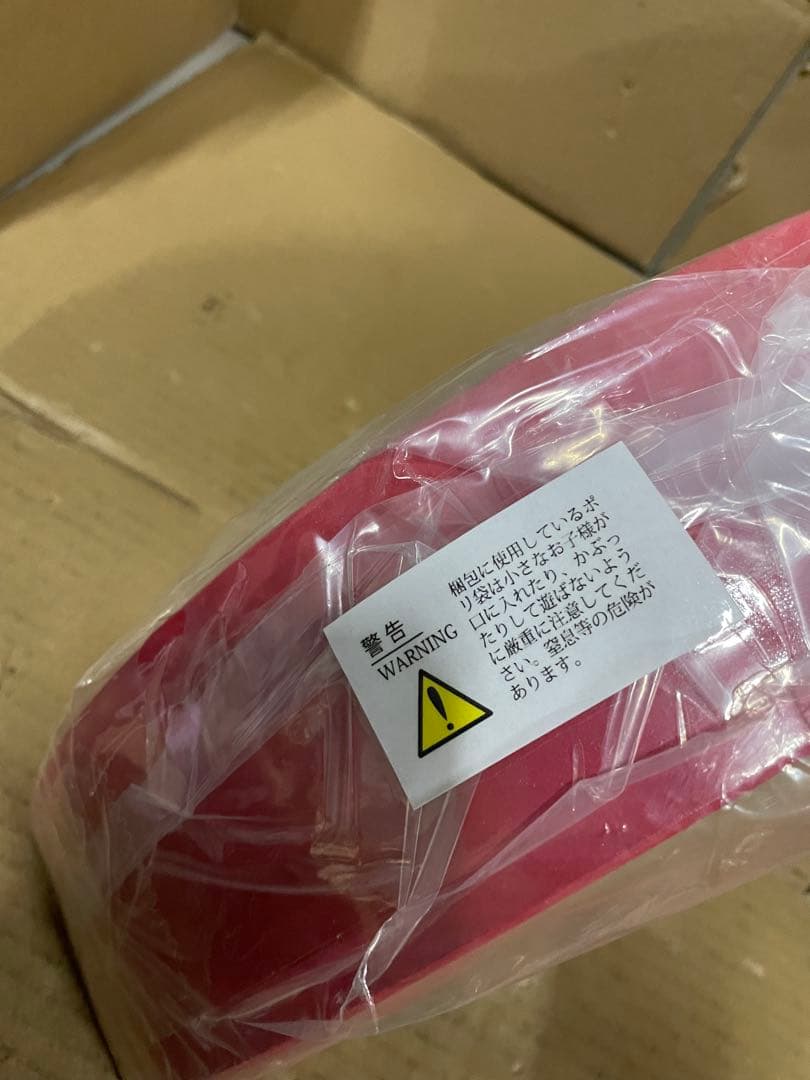 警告
WARNING
梱包に使用しているポ
リ袋は小さなお子様が
口に入れたり、かぶっ
たりして遊ばないよう
に厳重に注意してくだ
さい。窒息等の危険が
あります。